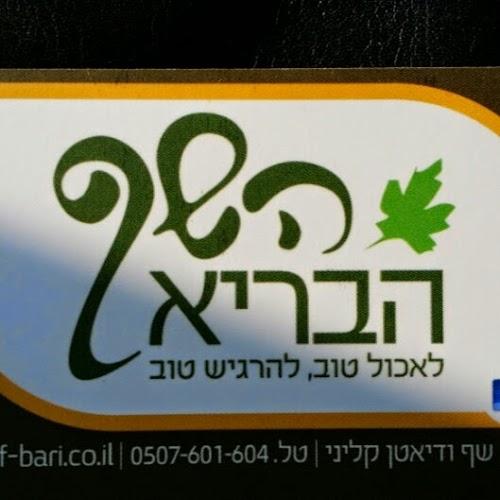 השף
הבריא
לאכול טוב, להרגיש טוב
שף ודיאטן קליני | טל. 0507-601-604 | f-bari.co.il